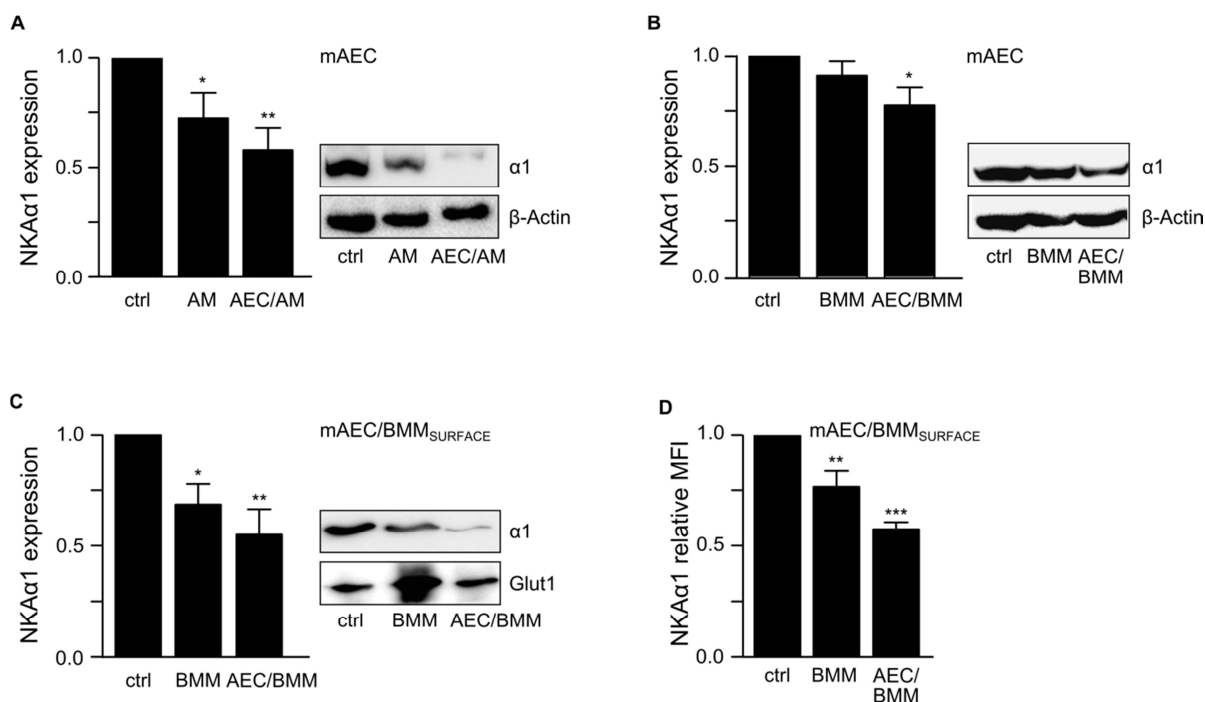 A
NKAα1 expression
1.0
0.5
0.0
*
**
ctrl
AM
AEC/AM
mAEC
α1
β-Actin
ctrl
AM
AEC/AM
B
NKAα1 expression
1.0
0.5
0.0
*
ctrl
BMM
AEC/BMM
mAEC
α1
β-Actin
ctrl
BMM
AEC/
BMM
C
NKAα1 expression
1.0
0.5
0.0
*
**
ctrl
BMM
AEC/BMM
mAEC/BMMSURFACE
α1
Glut1
ctrl
BMM
AEC/BMM
D
NKAα1 relative MFI
1.0
0.5
0.0
mAEC/BMMSURFACE
**
***
ctrl
BMM
AEC/
BMM